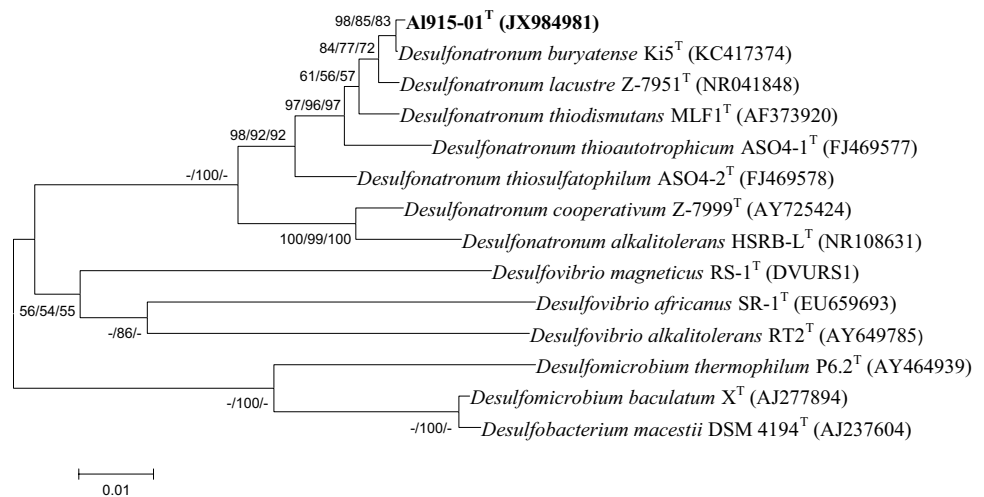 98/85/83
Al915-01T (JX984981)
84/77/72
Desulfonatronum buryatense Ki5T (KC417374)
61/56/57
Desulfonatronum lacustre Z-7951T (NR041848)
97/96/97
Desulfonatronum thiodismutans MLF1T (AF373920)
98/92/92
Desulfonatronum thioautotrophicum ASO4-1T (FJ469577)
-/100/-
Desulfonatronum thiosulfatophilum ASO4-2T (FJ469578)
Desulfonatronum cooperativum Z-7999T (AY725424)
100/99/100
Desulfonatronum alkalitolerans HSRB-LT (NR108631)
Desulfovibrio magneticus RS-1T (DVURS1)
56/54/55
Desulfovibrio africanus SR-1T (EU659693)
-/86/-
Desulfovibrio alkalitolerans RT2T (AY649785)
Desulfomicrobium thermophilum P6.2T (AY464939)
-/100/-
Desulfomicrobium baculatum XT (AJ277894)
-/100/-
Desulfobacterium macestii DSM 4194T (AJ237604)
0.01